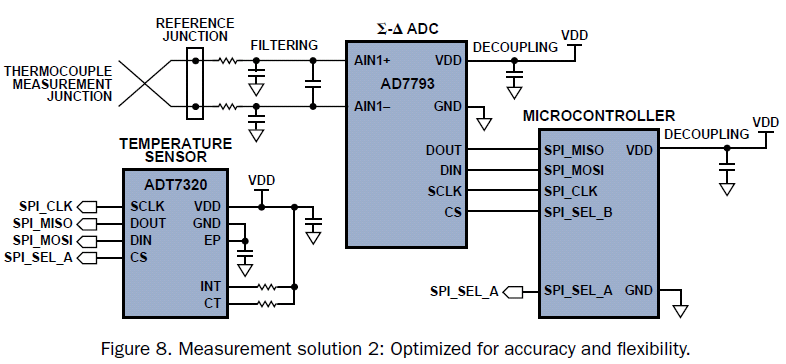 REFERENCE
JUNCTION
FILTERING
THERMOCOUPLE
MEASUREMENT
JUNCTION
Σ-Δ ADC
AIN1+
VDD
AD7793
AIN1–
GND
DOUT
DIN
SCLK
CS
DECOUPLING
VDD
MICROCONTROLLER
SPI_MISO
VDD
SPI_MOSI
SPI_CLK
SPI_SEL_B
SPI_SEL_A
GND
DECOUPLING
VDD
SPI_SEL_A
TEMPERATURE
SENSOR
ADT7320
VDD
SPI_CLK
SCLK
VDD
SPI_MISO
DOUT
GND
SPI_MOSI
DIN
EP
SPI_SEL_A
CS
INT
CT
Figure 8. Measurement solution 2: Optimized for accuracy and flexibility.